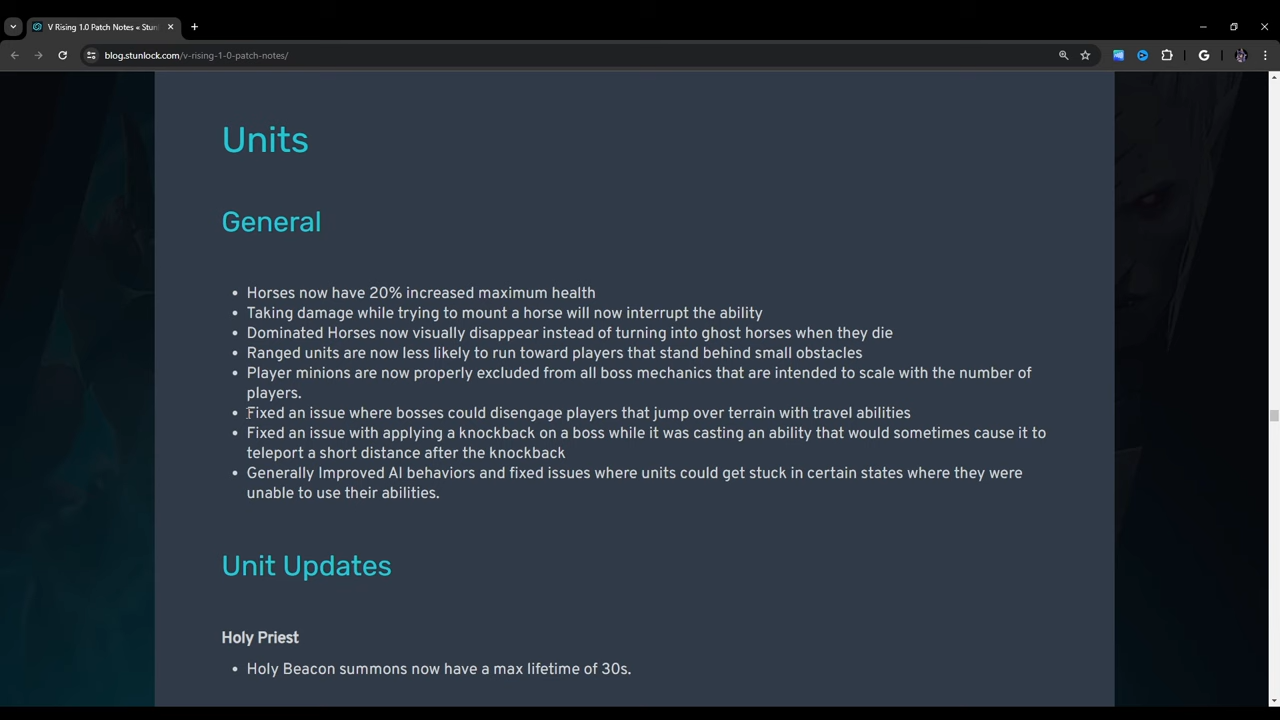 V Rising 1.0 Patch Notes « Stun
blog.stunlock.com/v-rising-1-0-patch-notes/
Units
General
• Horses now have 20% increased maximum health
• Taking damage while trying to mount a horse will now interrupt the ability
• Dominated Horses now visually disappear instead of turning into ghost horses when they die
• Ranged units are now less likely to run toward players that stand behind small obstacles
• Player minions are now properly excluded from all boss mechanics that are intended to scale with the number of
players.
• Fixed an issue where bosses could disengage players that jump over terrain with travel abilities
• Fixed an issue with applying a knockback on a boss while it was casting an ability that would sometimes cause it to
teleport a short distance after the knockback
• Generally Improved AI behaviors and fixed issues where units could get stuck in certain states where they were
unable to use their abilities.
Unit Updates
Holy Priest
• Holy Beacon summons now have a max lifetime of 30s.